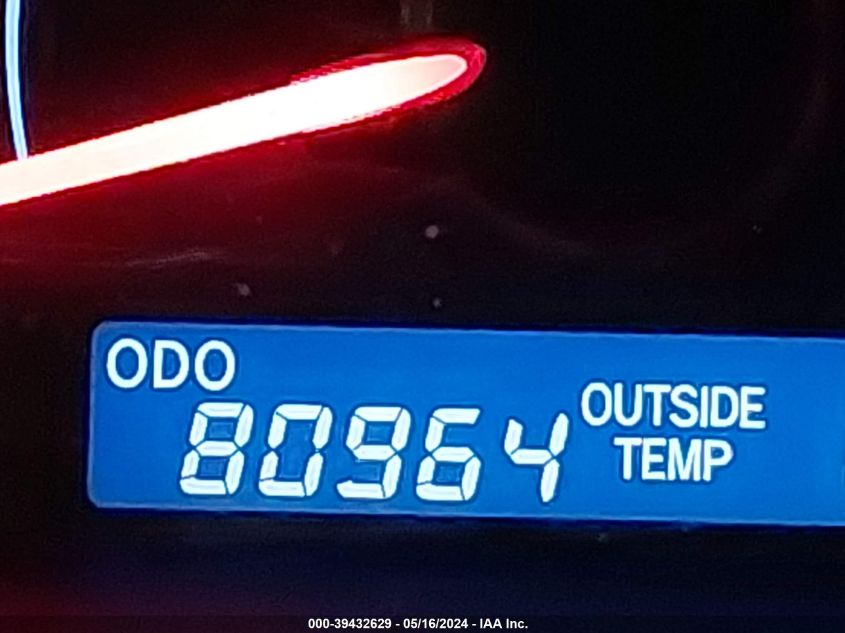 ODO
80964
OUTSIDE
TEMP
000-39432629 - 05/16/2024 - IAA Inc.